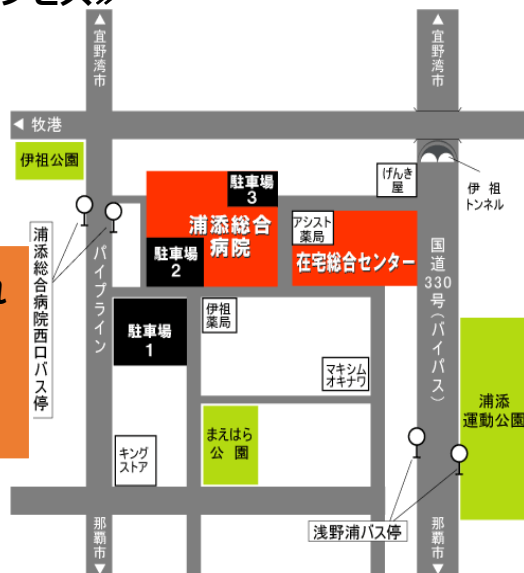 ▲宜野湾市
▲宜野湾市
◀ 牧港
伊祖公園
駐車場
3
げんき
屋
伊 祖
トンネル
浦添総合
病院
アシスト
薬局
在宅総合センター
駐車場
2
浦添総合病院西口バス停
パイプライン
国道330号(バイパス)
伊祖
薬局
駐車場
1
マキシム
オキナワ
浦添
運動公園
まえはら
公 園
キング
ストア
浅野浦バス停
那覇市▼
那覇市▼